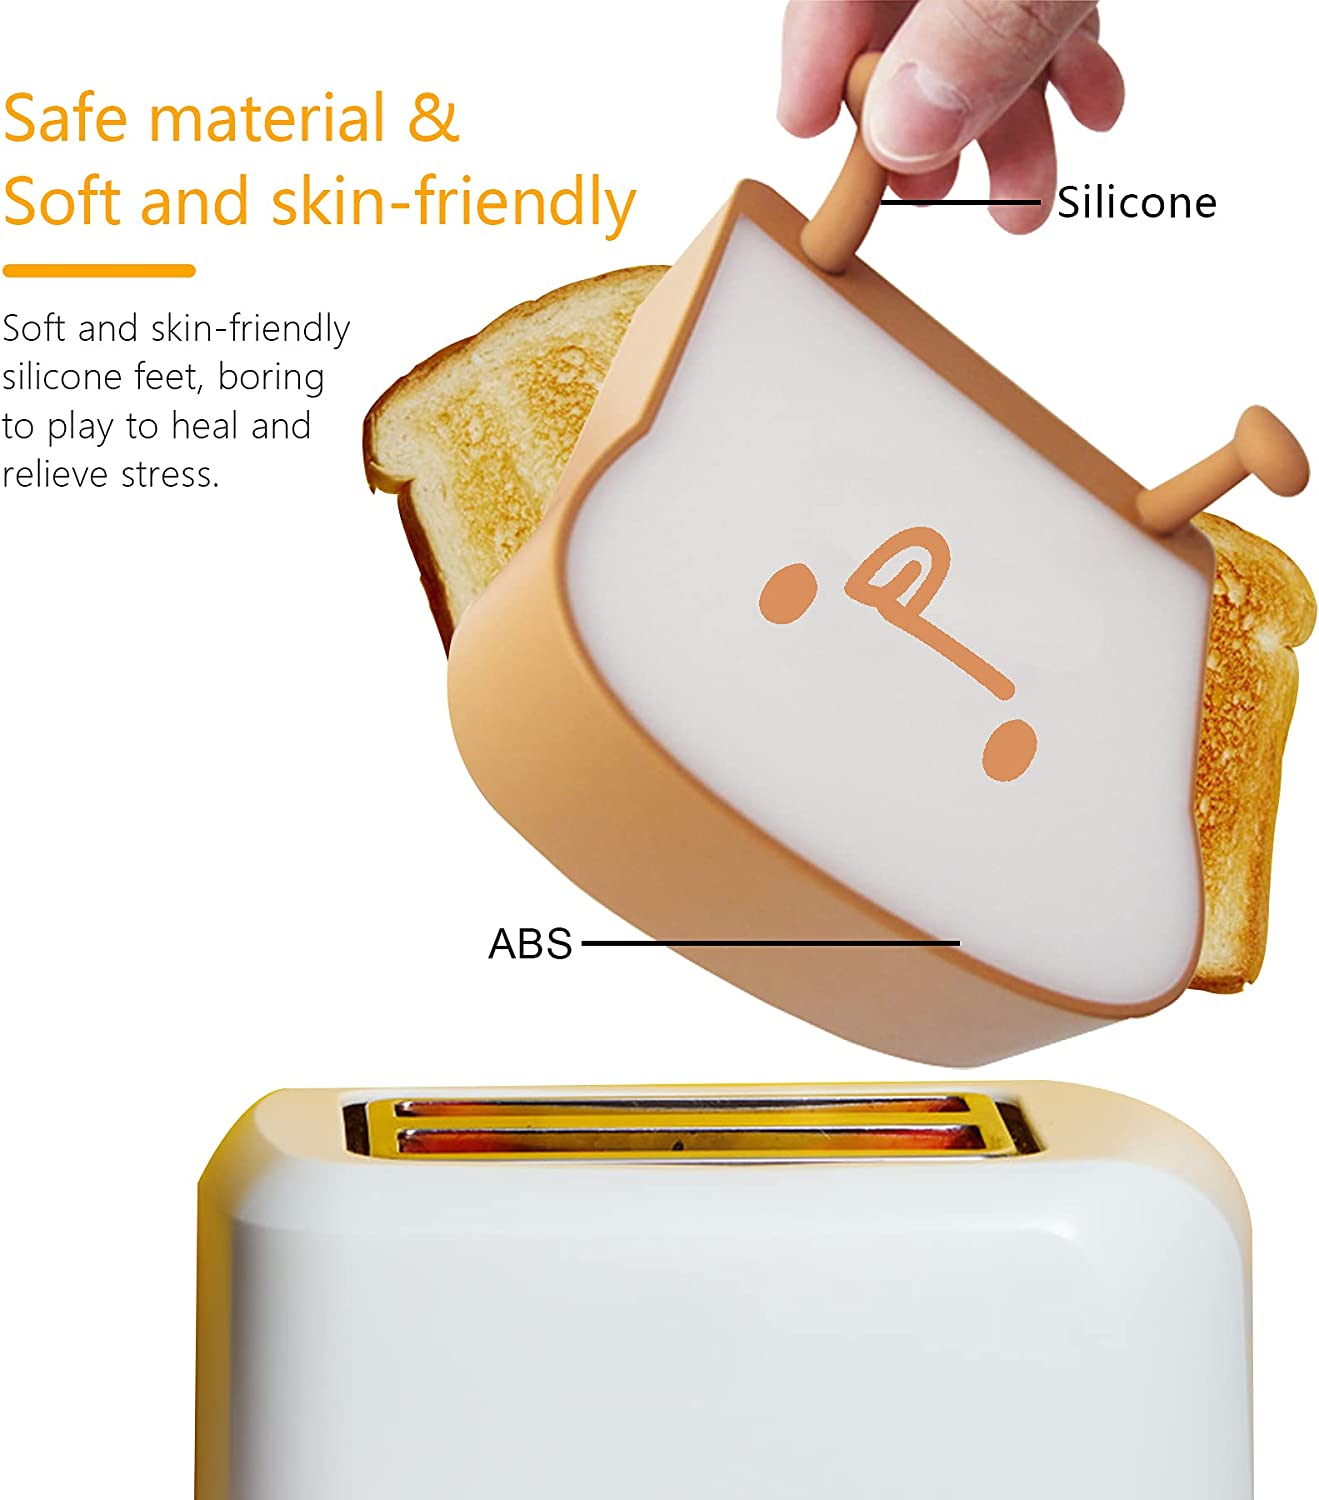 Safe material &
Soft and skin-friendly
Silicone
Soft and skin-friendly
silicone feet, boring
to play to heal and
relieve stress.
ABS